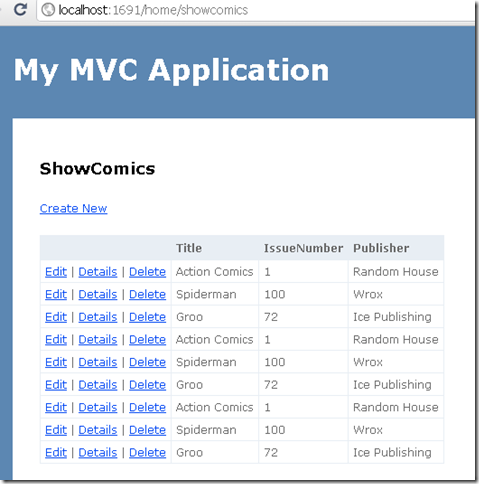 localhost:1691/home/showcomics
My MVC Application
ShowComics
Create New
Title IssueNumber Publisher
Edit | Details | Delete Action Comics 1 Random House
Edit | Details | Delete Spiderman 100 Wrox
Edit | Details | Delete Groo 72 Ice Publishing
Edit | Details | Delete Action Comics 1 Random House
Edit | Details | Delete Spiderman 100 Wrox
Edit | Details | Delete Groo 72 Ice Publishing
Edit | Details | Delete Action Comics 1 Random House
Edit | Details | Delete Spiderman 100 Wrox
Edit | Details | Delete Groo 72 Ice Publishing